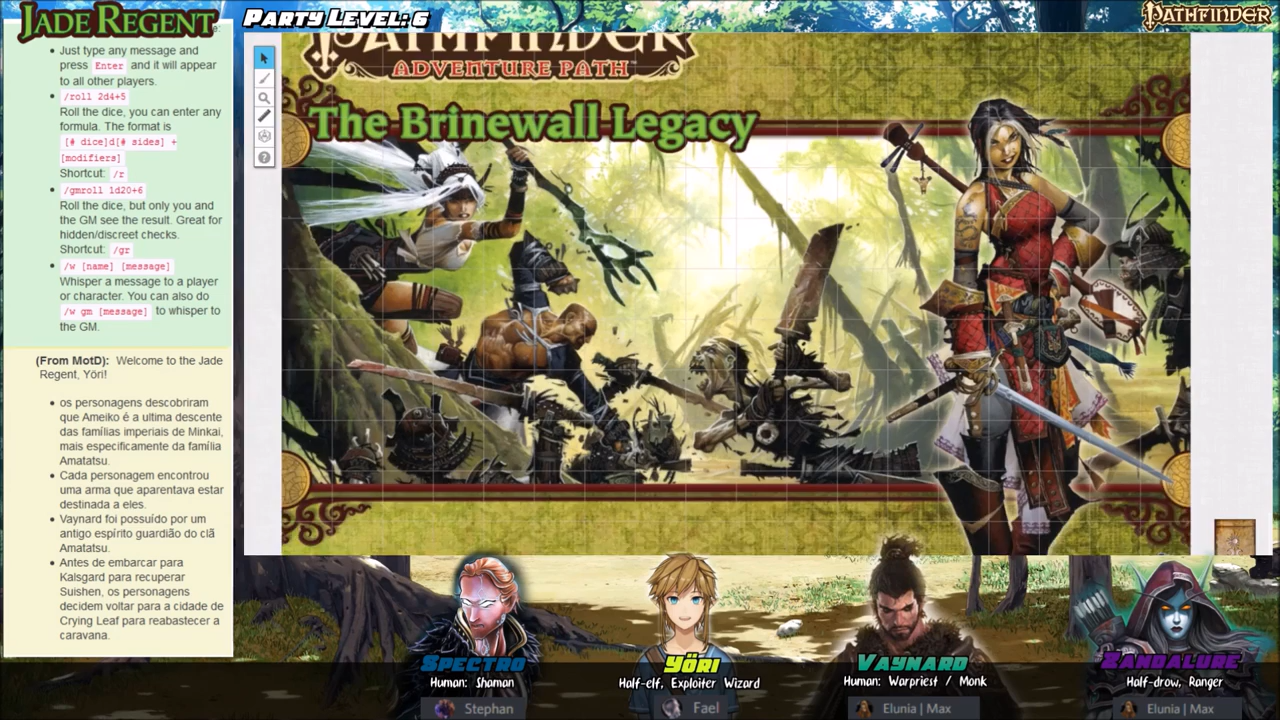 JADE REGENT
Party Level: 6
PATHFINDER
Just type any message and
press Enter and it will appear
to all other players.
/roll 2d4+5
Roll the dice, you can enter any
formula. The format is
[# dice]d[# sides] +
[modifiers]
Shortcut: /r
/gmroll 1d20+6
Roll the dice, but only you and
the GM see the result. Great for
hidden/discreet checks.
Shortcut: /gr
/w [name] [message]
Whisper a message to a player
or character. You can also do
/w gm [message] to whisper to
the GM.
(From MotD): Welcome to the Jade
Regent, Yöri!
os personagens descobriram
que Ameiko é a ultima descente
das famílias imperiais de Minkai,
mais especificamente da família
Amatatsu.
Cada personagem encontrou
uma arma que aparentava estar
destinada a eles.
Vaynard foi possuído por um
antigo espírito guardião do clã
Amatatsu.
Antes de embarcar para
Kalsgard para recuperar
Suishen, os personagens
decidem voltar para a cidade de
Crying Leaf para reabastecer a
caravana.
PATHFINDER
ADVENTURE PATH
The Brinewall Legacy
Spectro
Human: Shaman
Stephan
Yöri
Half-elf, Exploiter Wizard
Fael
Vaynard
Human: Warpriest / Monk
Elunia | Max
Zandalure
Half-drow, Ranger
Elunia | Max